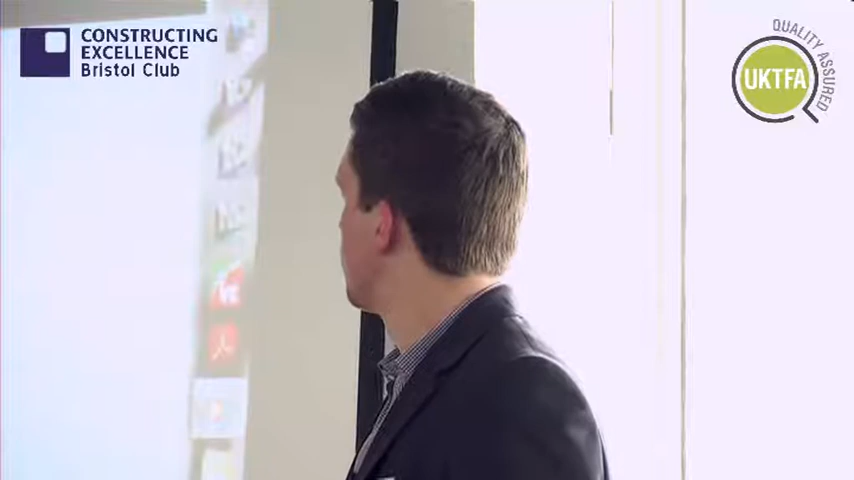 CONSTRUCTING
EXCELLENCE
Bristol Club
QUALITY ASSURED
UKTFA